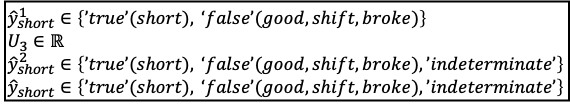 ŷ¹short ∈ {'true'(short), ‘false'(good, shift, broke)}
U₃ ∈ ℝ
ŷ²short ∈ {'true'(short), ‘false'(good, shift, broke),'indeterminate'}
ŷshort ∈ {'true'(short), ‘false'(good, shift, broke),'indeterminate'}